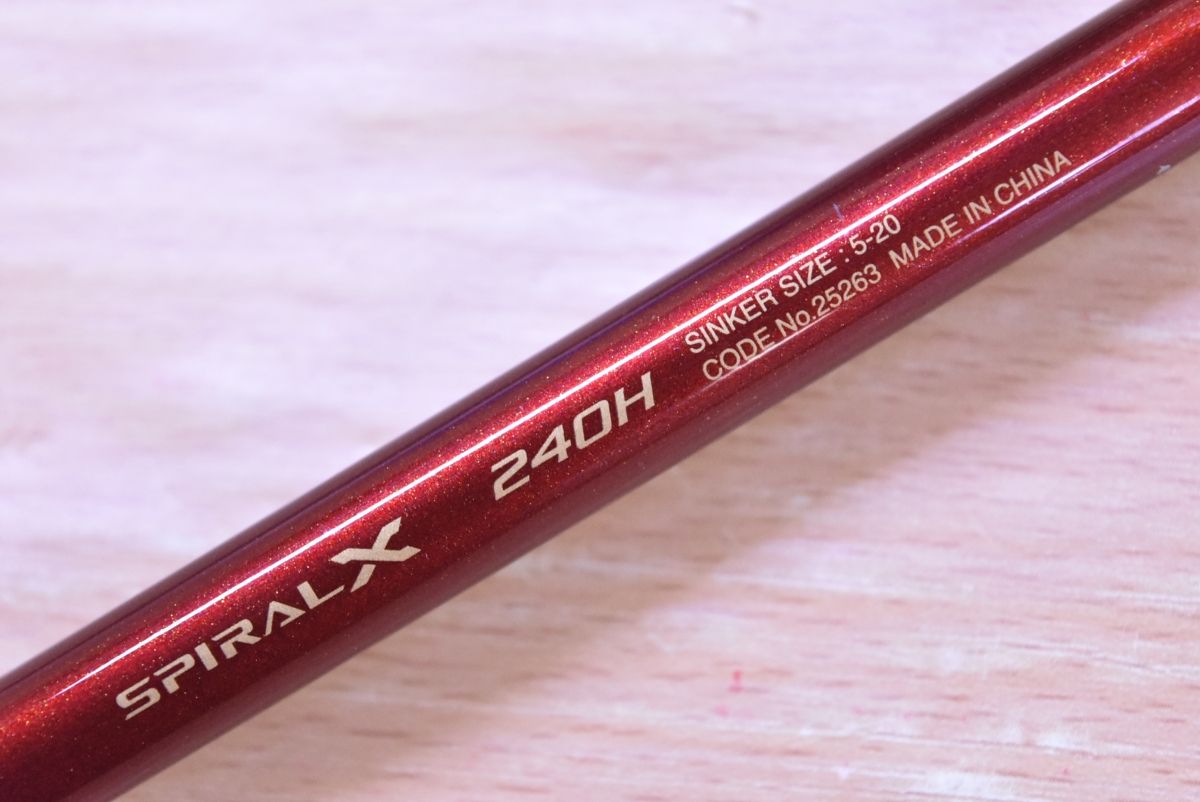 SPIRALX 240H
SINKER SIZE : 5-20
CODE No.25263 MADE IN CHINA